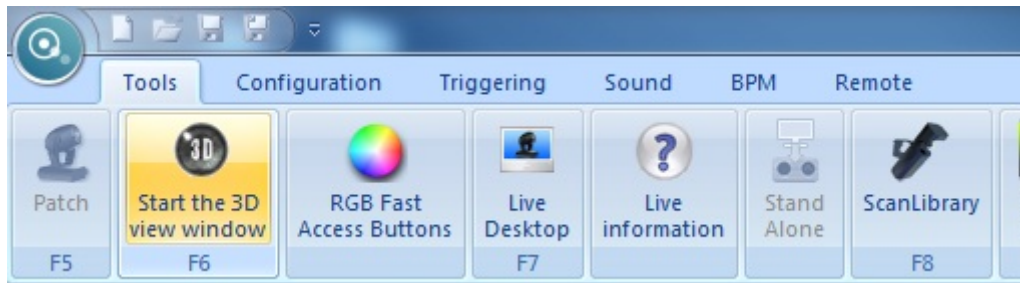 Tools Configuration Triggering Sound BPM Remote
3D
Patch
Start the 3D
view window
RGB Fast
Access Buttons
Live
Desktop
Live
information
Stand
Alone
ScanLibrary
F5 F6 F7 F8